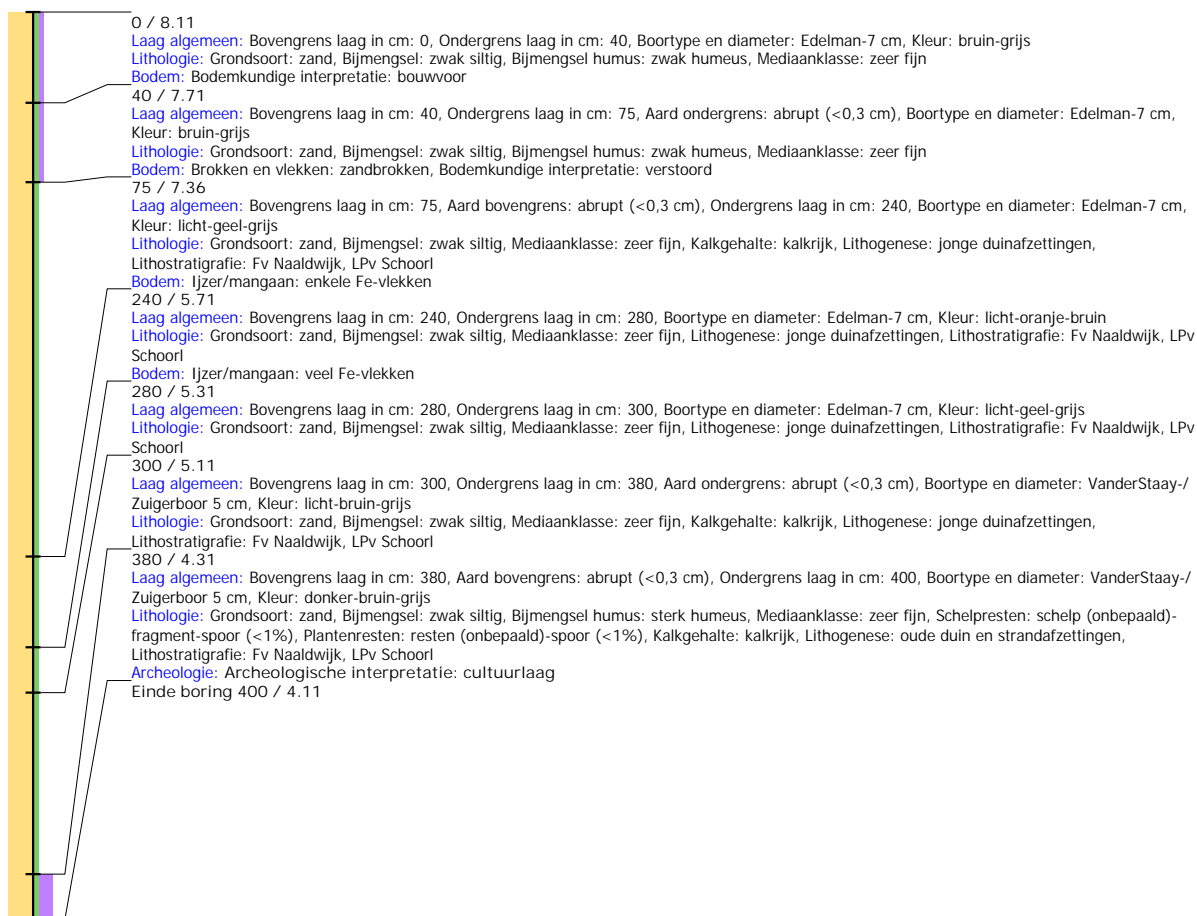 0 / 8.11
Laag algemeen: Bovengrens laag in cm: 0, Ondergrens laag in cm: 40, Boortype en diameter: Edelman-7 cm, Kleur: bruin-grijs
Lithologie: Grondsoort: zand, Bijmengsel: zwak siltig, Bijmengsel humus: zwak humeus, Mediaanklasse: zeer fijn
Bodem: Bodemkundige interpretatie: bouwvoor
40 / 7.71
Laag algemeen: Bovengrens laag in cm: 40, Ondergrens laag in cm: 75, Aard ondergrens: abrupt (<0,3 cm), Boortype en diameter: Edelman-7 cm,
Kleur: bruin-grijs
Lithologie: Grondsoort: zand, Bijmengsel: zwak siltig, Bijmengsel humus: zwak humeus, Mediaanklasse: zeer fijn
Bodem: Brokken en vlekken: zandbrokken, Bodemkundige interpretatie: verstoord
75 / 7.36
Laag algemeen: Bovengrens laag in cm: 75, Aard bovengrens: abrupt (<0,3 cm), Ondergrens laag in cm: 240, Boortype en diameter: Edelman-7 cm,
Kleur: licht-geel-grijs
Lithologie: Grondsoort: zand, Bijmengsel: zwak siltig, Mediaanklasse: zeer fijn, Kalkgehalte: kalkrijk, Lithogenese: jonge duinafzettingen,
Lithostratigrafie: Fv Naaldwijk, LPv Schoorl
Bodem: Ijzer/mangaan: enkele Fe-vlekken
240 / 5.71
Laag algemeen: Bovengrens laag in cm: 240, Ondergrens laag in cm: 280, Boortype en diameter: Edelman-7 cm, Kleur: licht-oranje-bruin
Lithologie: Grondsoort: zand, Bijmengsel: zwak siltig, Mediaanklasse: zeer fijn, Lithogenese: jonge duinafzettingen, Lithostratigrafie: Fv Naaldwijk, LPv
Schoorl
Bodem: Ijzer/mangaan: veel Fe-vlekken
280 / 5.31
Laag algemeen: Bovengrens laag in cm: 280, Ondergrens laag in cm: 300, Boortype en diameter: Edelman-7 cm, Kleur: licht-geel-grijs
Lithologie: Grondsoort: zand, Bijmengsel: zwak siltig, Mediaanklasse: zeer fijn, Lithogenese: jonge duinafzettingen, Lithostratigrafie: Fv Naaldwijk, LPv
Schoorl
300 / 5.11
Laag algemeen: Bovengrens laag in cm: 300, Ondergrens laag in cm: 380, Aard ondergrens: abrupt (<0,3 cm), Boortype en diameter: VanderStaay-/
Zuigerboor 5 cm, Kleur: licht-bruin-grijs
Lithologie: Grondsoort: zand, Bijmengsel: zwak siltig, Mediaanklasse: zeer fijn, Kalkgehalte: kalkrijk, Lithogenese: jonge duinafzettingen,
Lithostratigrafie: Fv Naaldwijk, LPv Schoorl
380 / 4.31
Laag algemeen: Bovengrens laag in cm: 380, Aard bovengrens: abrupt (<0,3 cm), Ondergrens laag in cm: 400, Boortype en diameter: VanderStaay-/
Zuigerboor 5 cm, Kleur: donker-bruin-grijs
Lithologie: Grondsoort: zand, Bijmengsel: zwak siltig, Bijmengsel humus: sterk humeus, Mediaanklasse: zeer fijn, Schelpresten: schelp (onbepaald)-
fragment-spoor (<1%), Plantenresten: resten (onbepaald)-spoor (<1%), Kalkgehalte: kalkrijk, Lithogenese: oude duin en strandafzettingen,
Lithostratigrafie: Fv Naaldwijk, LPv Schoorl
Archeologie: Archeologische interpretatie: cultuurlaag
Einde boring 400 / 4.11